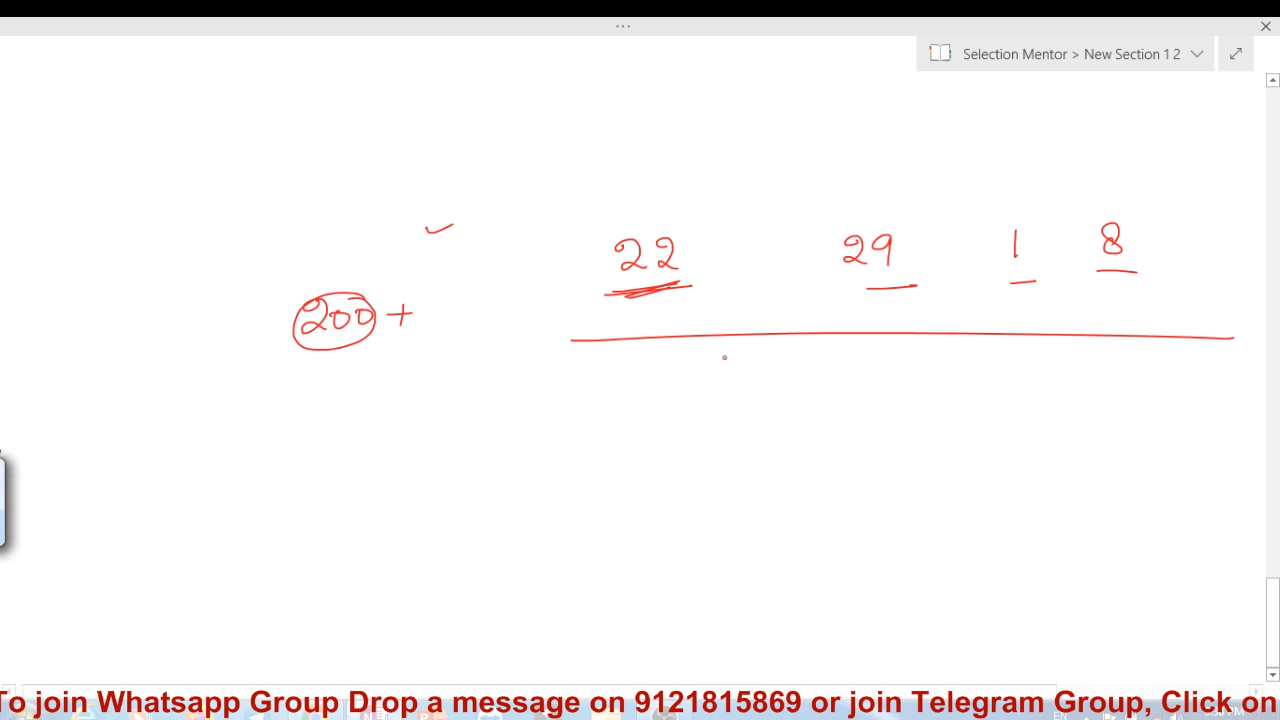 Selection Mentor > New Section 1 2
22 29 1 8
200 +
To join Whatsapp Group Drop a message on 9121815869 or join Telegram Group, Click on